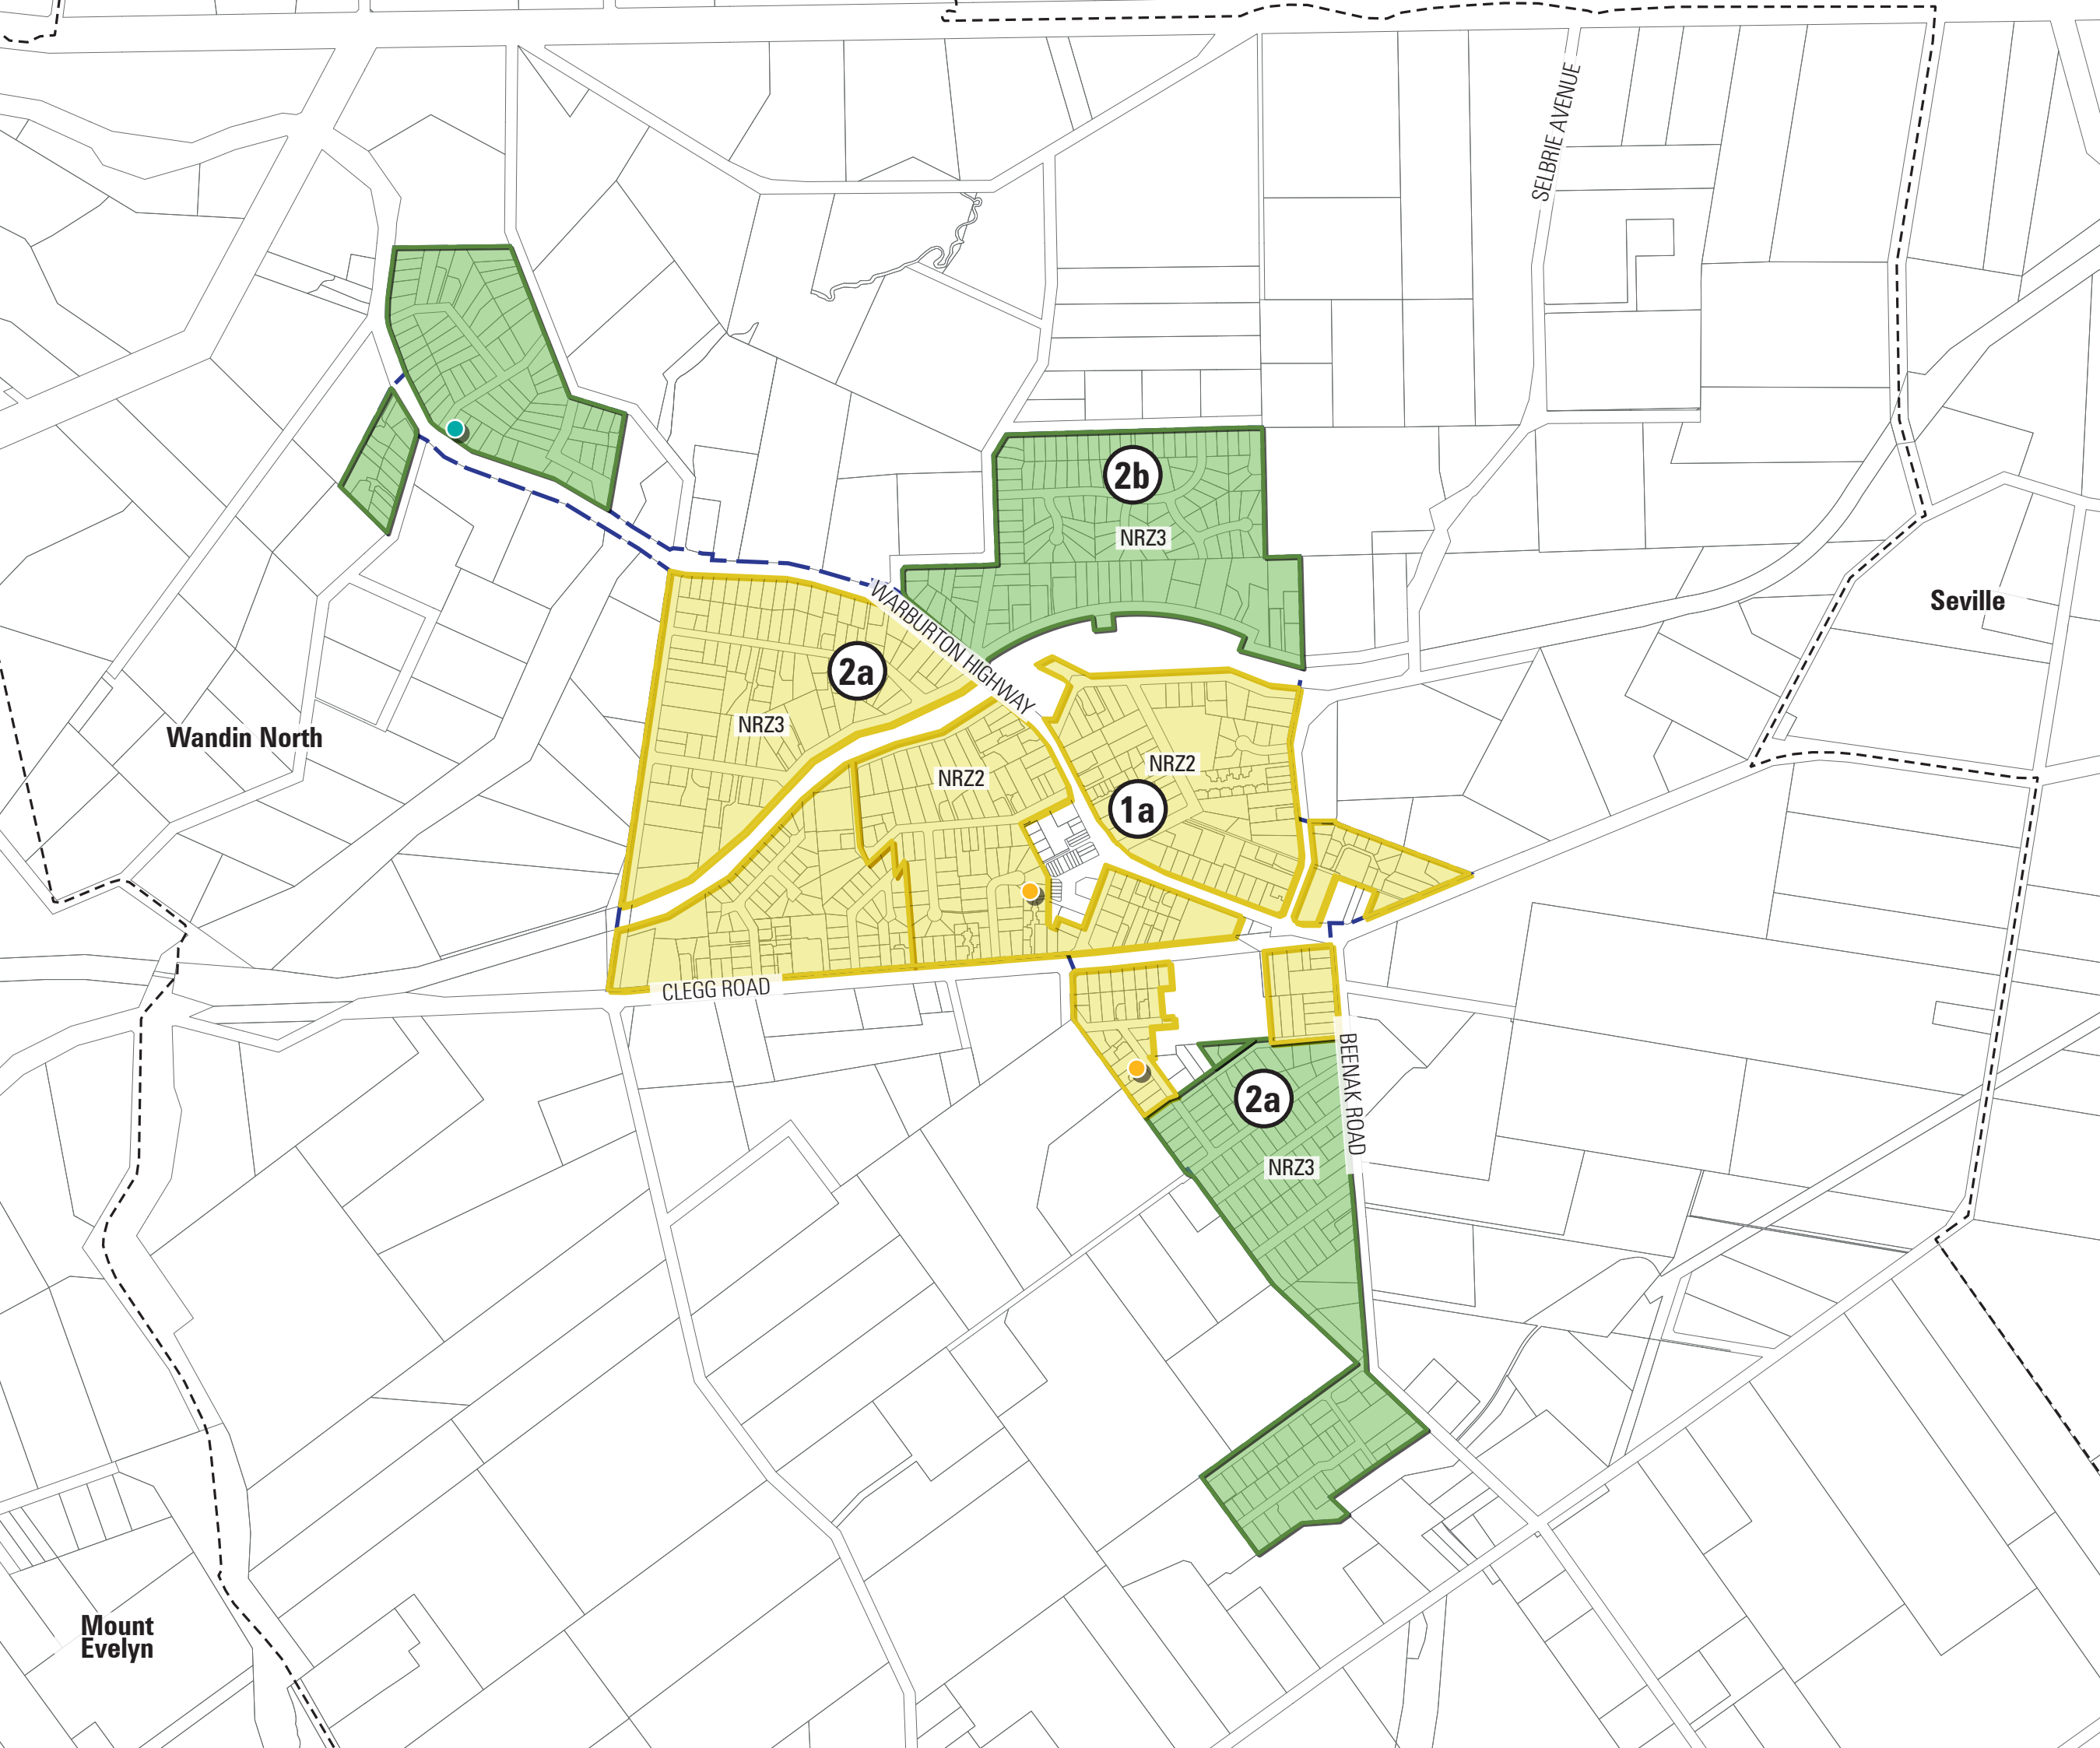 SELBRIE AVENUE
2b
NRZ3
Seville
WARBURTON HIGHWAY
2a
NRZ3
Wandin North
NRZ2
NRZ2
1a
CLEGG ROAD
BEENAK ROAD
2a
NRZ3
Mount
Evelyn